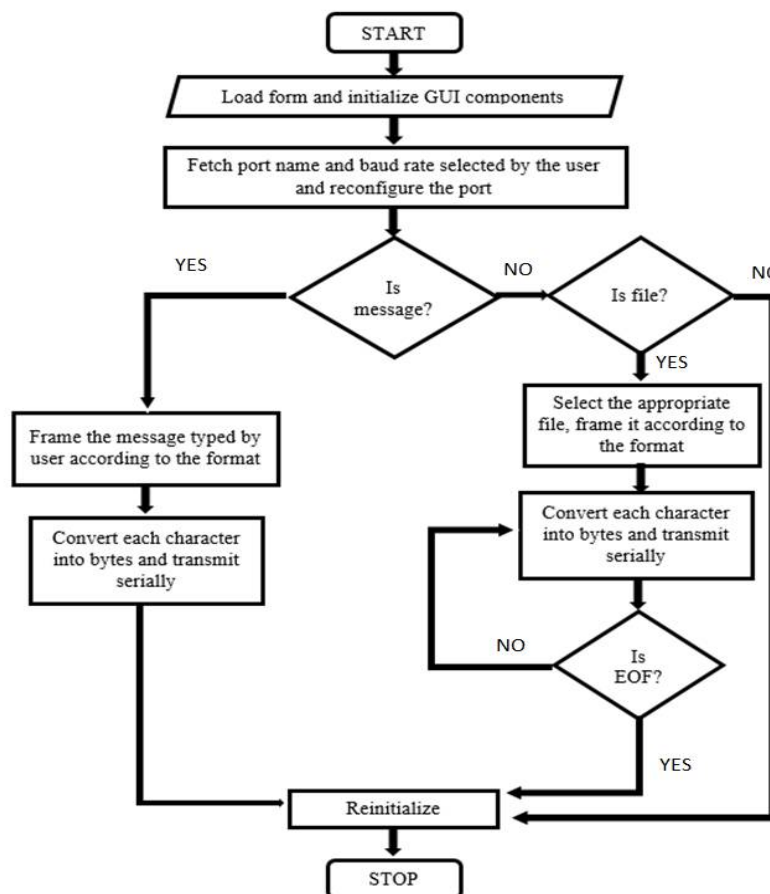 START
Load form and initialize GUI components
Fetch port name and baud rate selected by the user
and reconfigure the port
YES
Is
message?
NO
Is file?
NO
YES
Frame the message typed by
user according to the format
Select the appropriate
file, frame it according to
the format
Convert each character
into bytes and transmit
serially
Convert each character
into bytes and transmit
serially
NO
Is
EOF?
YES
Reinitialize
STOP